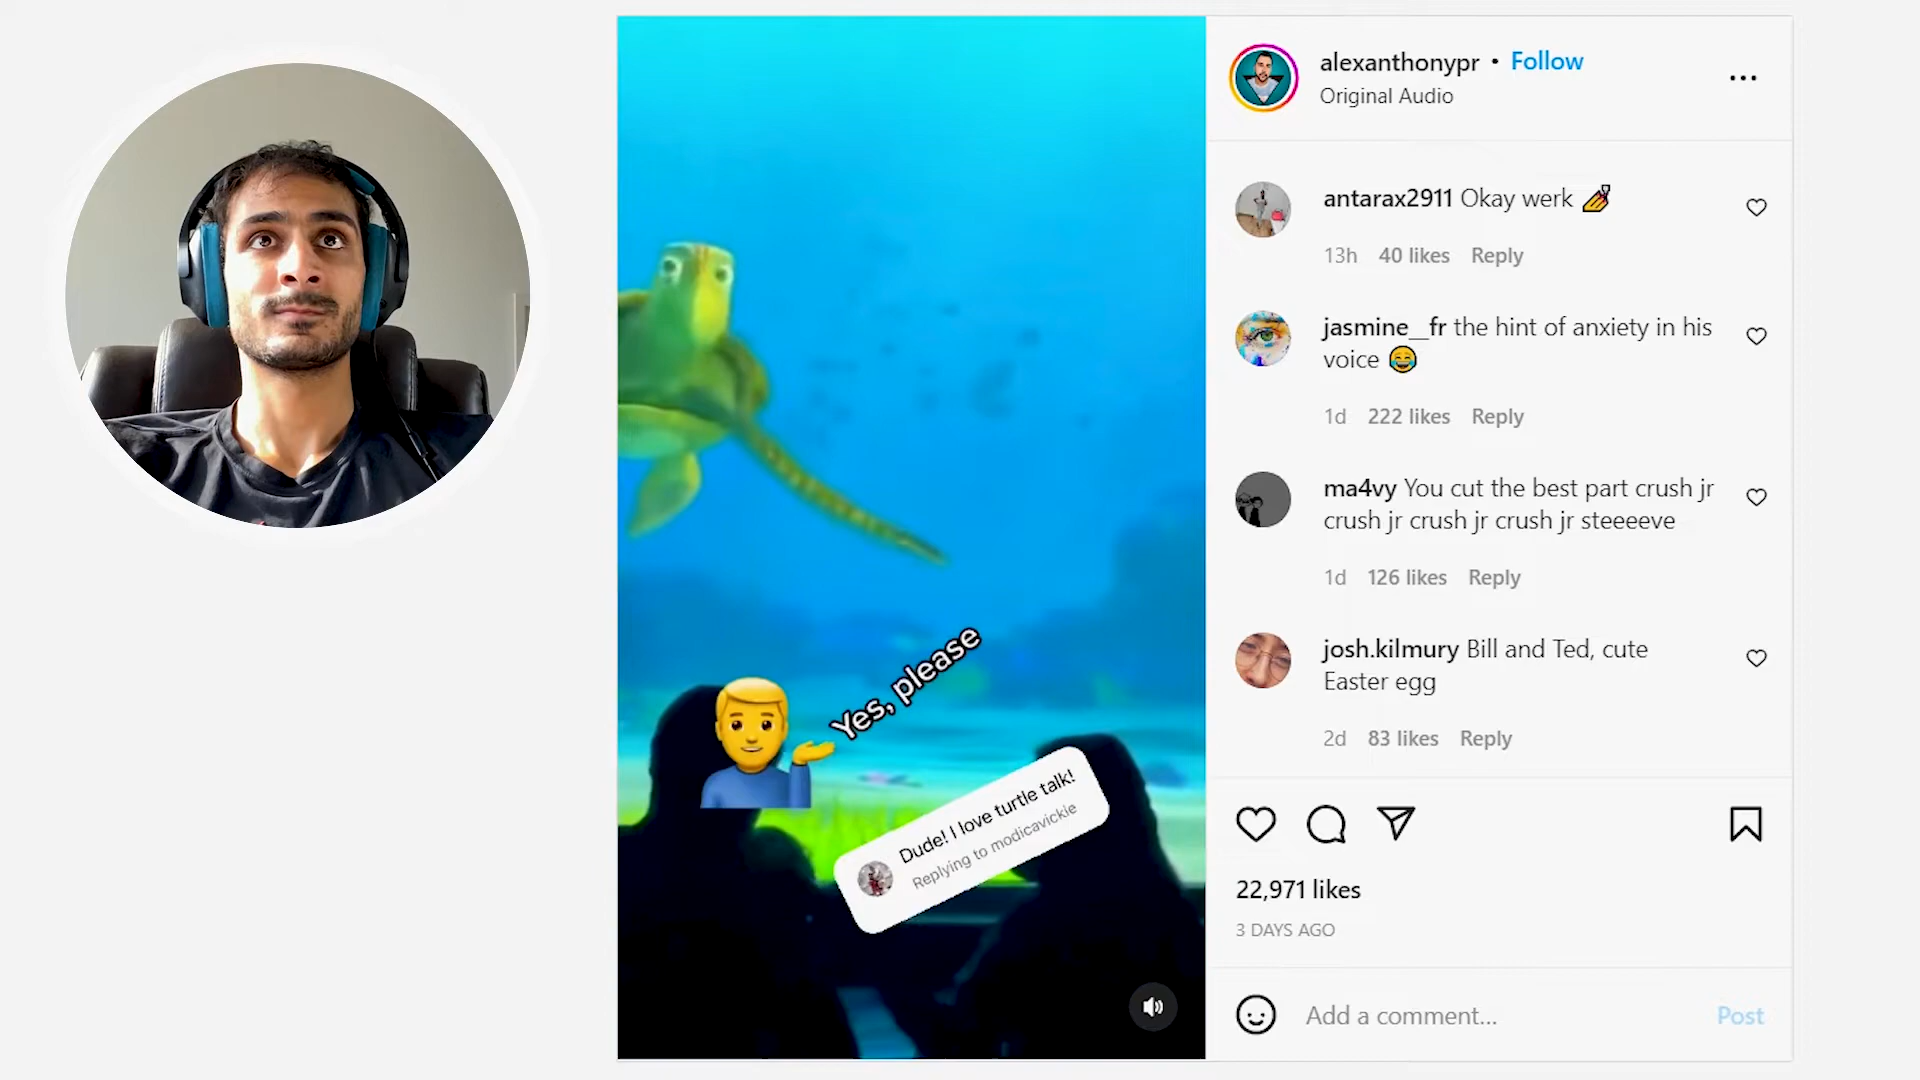 alexanthonypr • Follow
Original Audio
antarax2911 Okay werk 💅
13h 40 likes Reply
jasmine__fr the hint of anxiety in his
voice 😂
1d 222 likes Reply
ma4vy You cut the best part crush jr
crush jr crush jr crush jr steeeeve
1d 126 likes Reply
josh.kilmury Bill and Ted, cute
Easter egg
2d 83 likes Reply
22,971 likes
3 DAYS AGO
Add a comment... Post
Yes, please
Dude! I love turtle talk!
Replying to modicavickie